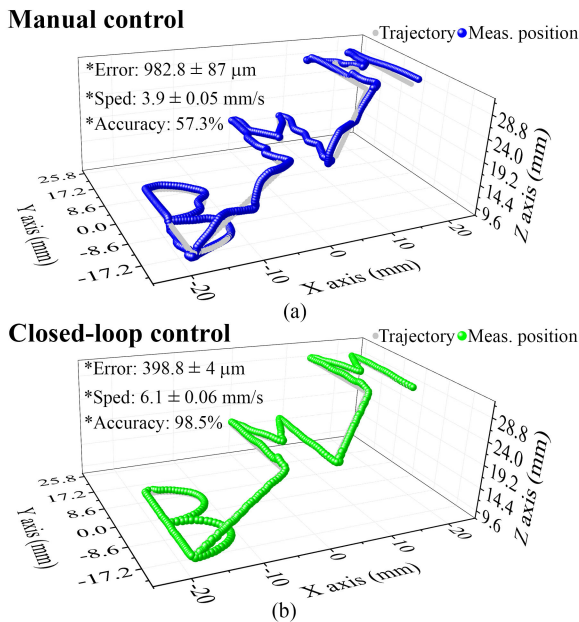 Manual control
Trajectory Meas. position
*Error: 982.8 ± 87 μm
*Sped: 3.9 ± 0.05 mm/s
*Accuracy: 57.3%
25.8
17.2
8.6
0.0
-8.6
-17.2
Y axis (mm)
-20
-10
0
10
20
X axis (mm)
28.8
24.0
19.2
14.4
9.6
Z axis (mm)
(a)
Closed-loop control
Trajectory Meas. position
*Error: 398.8 ± 4 μm
*Sped: 6.1 ± 0.06 mm/s
*Accuracy: 98.5%
25.8
17.2
0.0
-8.6
-17.2
Y axis (mm)
-20
-10
0
10
20
X axis (mm)
28.8
24.0
19.2
14.4
9.6
Z axis (mm)
(b)